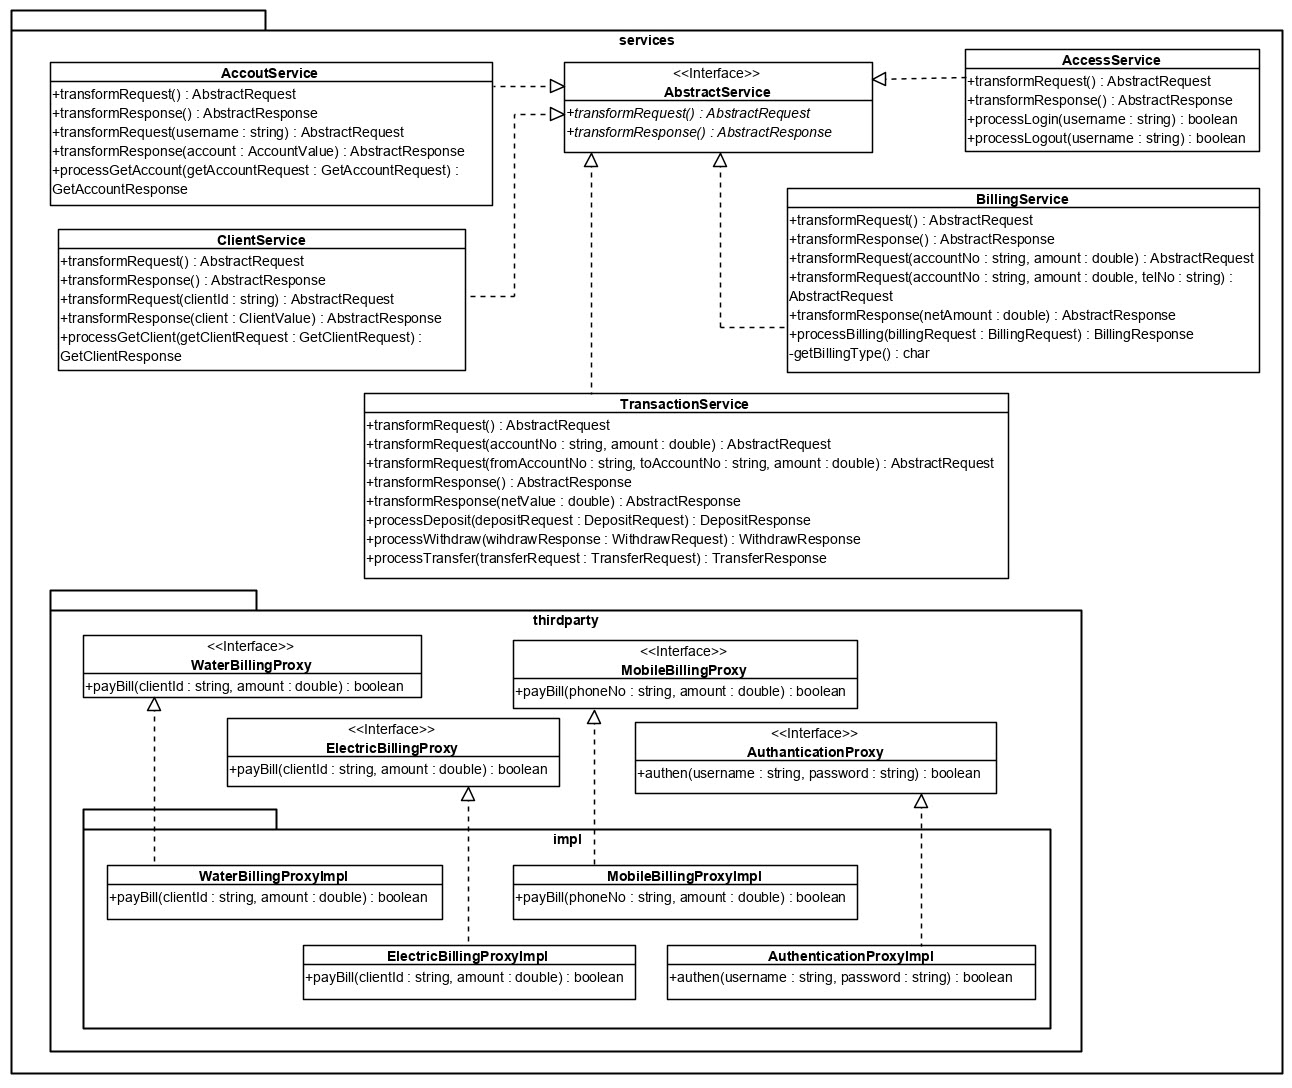 services
AccoutService
+transformRequest() : AbstractRequest
+transformResponse() : AbstractResponse
+transformRequest(username : string) : AbstractRequest
+transformResponse(account : AccountValue) : AbstractResponse
+processGetAccount(getAccountRequest : GetAccountRequest) :
GetAccountResponse
<<Interface>>
AbstractService
+transformRequest() : AbstractRequest
+transformResponse() : AbstractResponse
AccessService
+transformRequest() : AbstractRequest
+transformResponse() : AbstractResponse
+processLogin(username : string) : boolean
+processLogout(username : string) : boolean
ClientService
+transformRequest() : AbstractRequest
+transformResponse() : AbstractResponse
+transformRequest(clientId : string) : AbstractRequest
+transformResponse(client : ClientValue) : AbstractResponse
+processGetClient(getClientRequest : GetClientRequest) :
GetClientResponse
BillingService
+transformRequest() : AbstractRequest
+transformResponse() : AbstractResponse
+transformRequest(accountNo : string, amount : double) : AbstractRequest
+transformRequest(accountNo : string, amount : double, telNo : string) :
AbstractRequest
+transformResponse(netAmount : double) : AbstractResponse
+processBilling(billingRequest : BillingRequest) : BillingResponse
-getBillingType() : char
TransactionService
+transformRequest() : AbstractRequest
+transformRequest(accountNo : string, amount : double) : AbstractRequest
+transformRequest(fromAccountNo : string, toAccountNo : string, amount : double) : AbstractRequest
+transformResponse() : AbstractResponse
+transformResponse(netValue : double) : AbstractResponse
+processDeposit(depositRequest : DepositRequest) : DepositResponse
+processWithdraw(wihdrawResponse : WithdrawRequest) : WithdrawResponse
+processTransfer(transferRequest : TransferRequest) : TransferResponse
thirdparty
<<Interface>>
WaterBillingProxy
+payBill(clientId : string, amount : double) : boolean
<<Interface>>
MobileBillingProxy
+payBill(phoneNo : string, amount : double) : boolean
<<Interface>>
ElectricBillingProxy
+payBill(clientId : string, amount : double) : boolean
<<Interface>>
AuthanticationProxy
+authen(username : string, password : string) : boolean
impl
WaterBillingProxyImpl
+payBill(clientId : string, amount : double) : boolean
MobileBillingProxyImpl
+payBill(phoneNo : string, amount : double) : boolean
ElectricBillingProxyImpl
+payBill(clientId : string, amount : double) : boolean
AuthenticationProxyImpl
+authen(username : string, password : string) : boolean